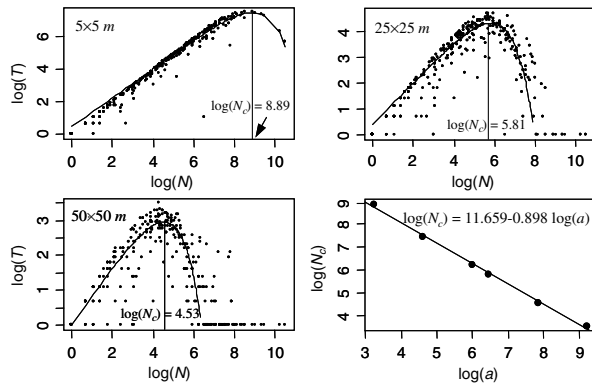 5×5 m
log(T)
0 2 4 6
log(N_c) = 8.89
0 2 4 6 8 10
log(N)
25×25 m
log(T)
0 1 2 3 4
log(N_c) = 5.81
0 2 4 6 8 10
log(N)
50×50 m
log(T)
0 1 2 3
log(N_c) = 4.53
0 2 4 6 8 10
log(N)
log(N_c) = 11.659-0.898 log(a)
log(N_c)
4 5 6 7 8 9
3 4 5 6 7 8 9
log(a)